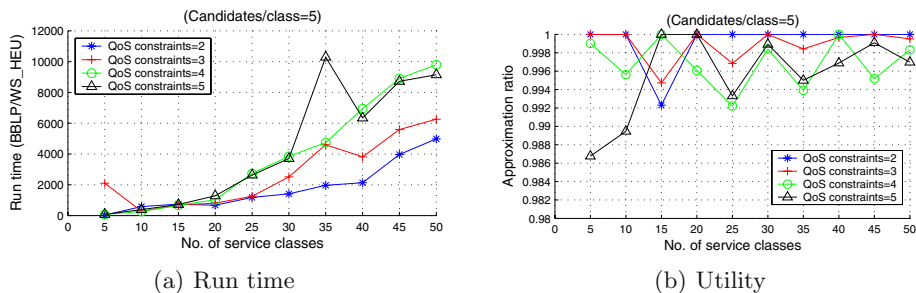 (Candidates/class=5)
12000
10000
8000
6000
4000
2000
0
0 5 10 15 20 25 30 35 40 45 50
Run time (BBLP/WS_HEU)
No. of service classes
QoS constraints=2
QoS constraints=3
QoS constraints=4
QoS constraints=5
(a) Run time
(Candidates/class=5)
1
0.998
0.996
0.994
0.992
0.99
0.988
0.986
0.984
0.982
0.98
0 5 10 15 20 25 30 35 40 45 50
Approximation ratio
No. of service classes
QoS constraints=2
QoS constraints=3
QoS constraints=4
QoS constraints=5
(b) Utility